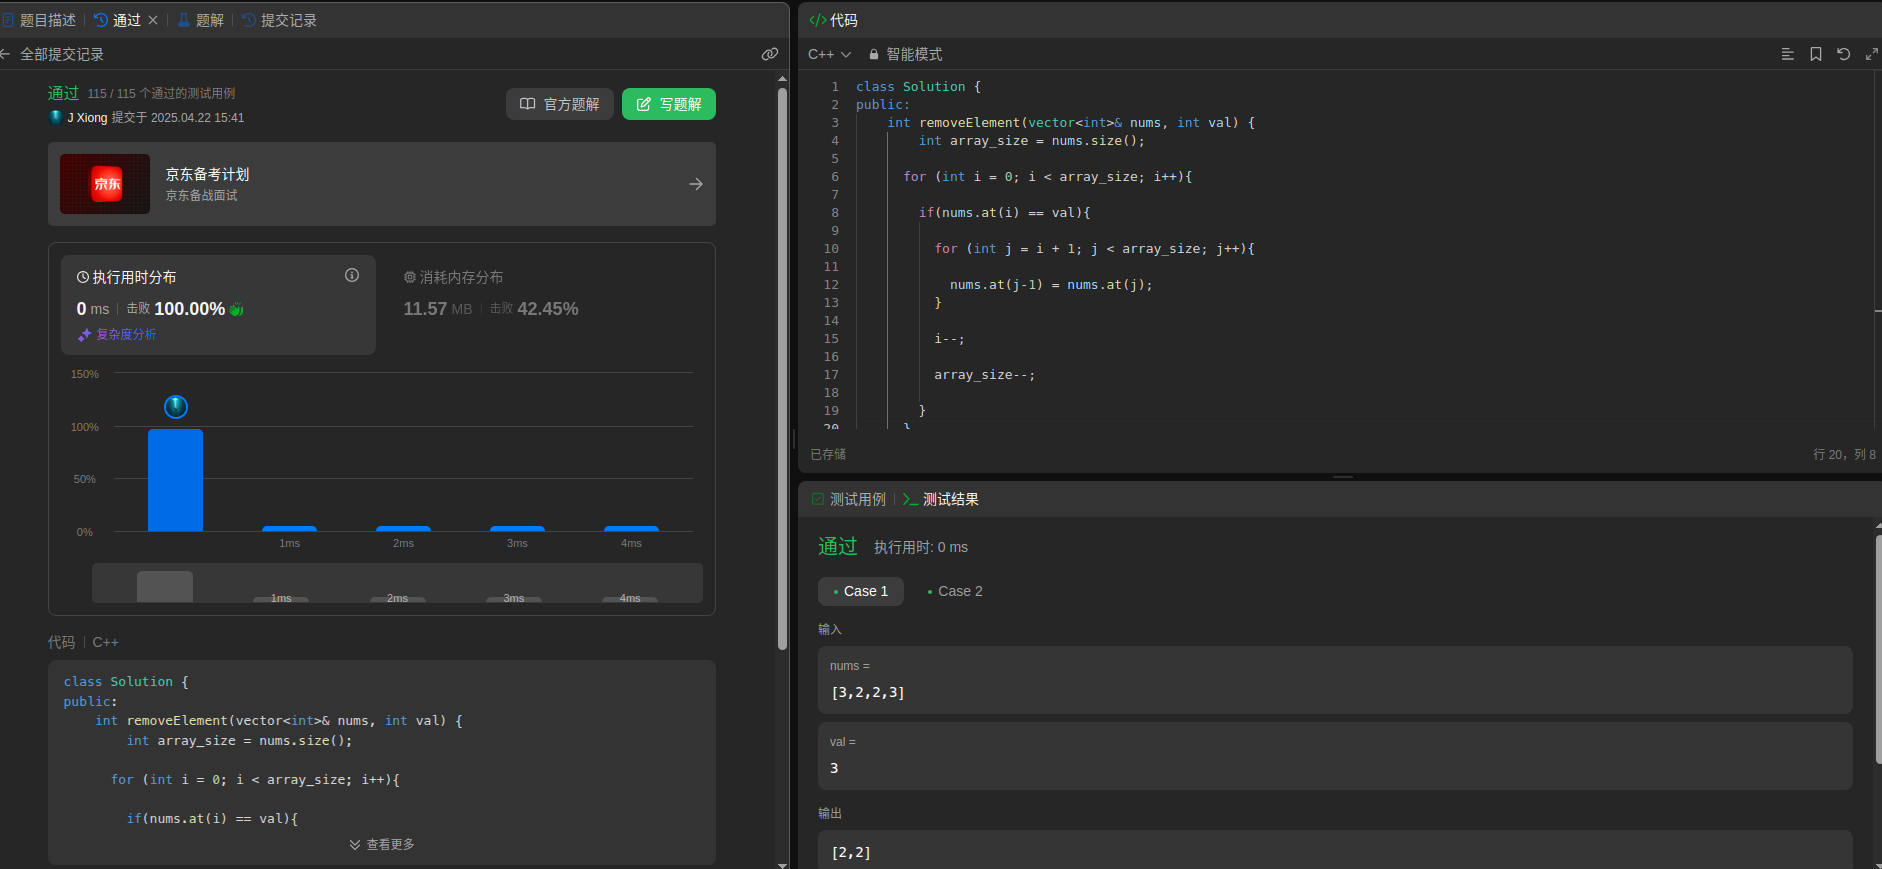 题目描述 | 通过 × | 题解 | 提交记录
← 全部提交记录
通过 115 / 115 个通过的测试用例
J Xiong 提交于 2025.04.22 15:41
官方题解
写题解
京东
京东备考计划
京东备战面试
执行用时分布
0 ms | 击败 100.00%
复杂度分析
消耗内存分布
11.57 MB | 击败 42.45%
150%
100%
50%
0%
1ms 2ms 3ms 4ms
1ms 2ms 3ms 4ms
代码 | C++
class Solution {
public:
    int removeElement(vector<int>& nums, int val) {
        int array_size = nums.size();
      for (int i = 0; i < array_size; i++){
        if(nums.at(i) == val){
查看更多
</> 代码
C++ 智能模式
1 class Solution {
2 public:
3     int removeElement(vector<int>& nums, int val) {
4         int array_size = nums.size();
5
6       for (int i = 0; i < array_size; i++){
7
8         if(nums.at(i) == val){
9
10           for (int j = i + 1; j < array_size; j++){
11
12             nums.at(j-1) = nums.at(j);
13           }
14
15           i--;
16
17           array_size--;
18
19         }
20       }
已存储
行 20，列 8
测试用例 | >_ 测试结果
通过 执行用时: 0 ms
• Case 1 • Case 2
输入
nums =
[3,2,2,3]
val =
3
输出
[2,2]